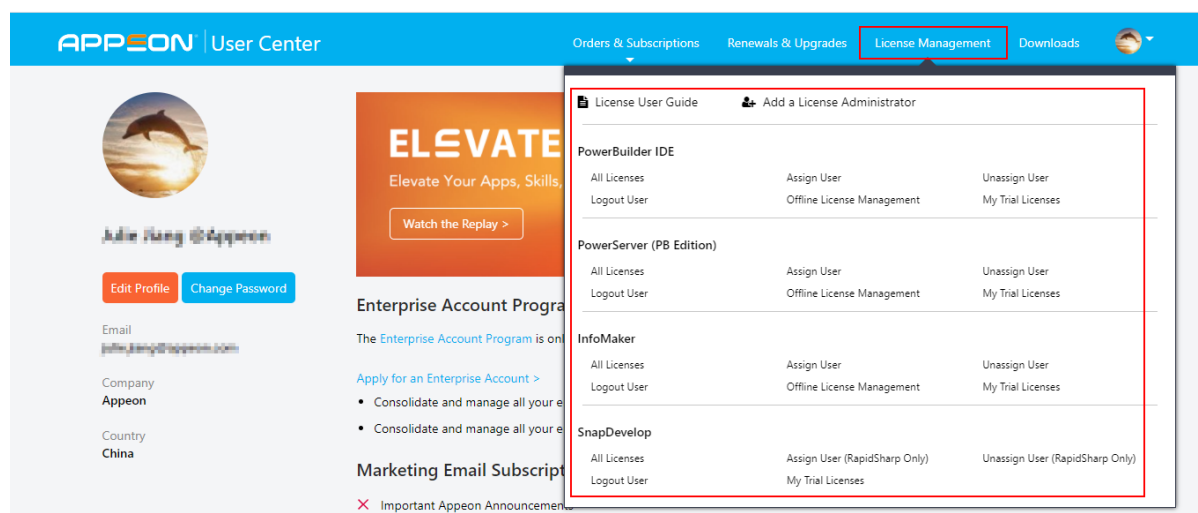 APPEON User Center
Orders & Subscriptions Renewals & Upgrades License Management Downloads
ELEVATE
Elevate Your Apps, Skills,
Watch the Replay >
Edit Profile Change Password
Email
Company
Appeon
Country
China
Enterprise Account Progra
The Enterprise Account Program is onl
Apply for an Enterprise Account >
Consolidate and manage all your e
Consolidate and manage all your e
Marketing Email Subscript
Important Appeon Announcements
License User Guide Add a License Administrator
PowerBuilder IDE
All Licenses Assign User Unassign User
Logout User Offline License Management My Trial Licenses
PowerServer (PB Edition)
All Licenses Assign User Unassign User
Logout User Offline License Management My Trial Licenses
InfoMaker
All Licenses Assign User Unassign User
Logout User Offline License Management My Trial Licenses
SnapDevelop
All Licenses Assign User (RapidSharp Only) Unassign User (RapidSharp Only)
Logout User My Trial Licenses